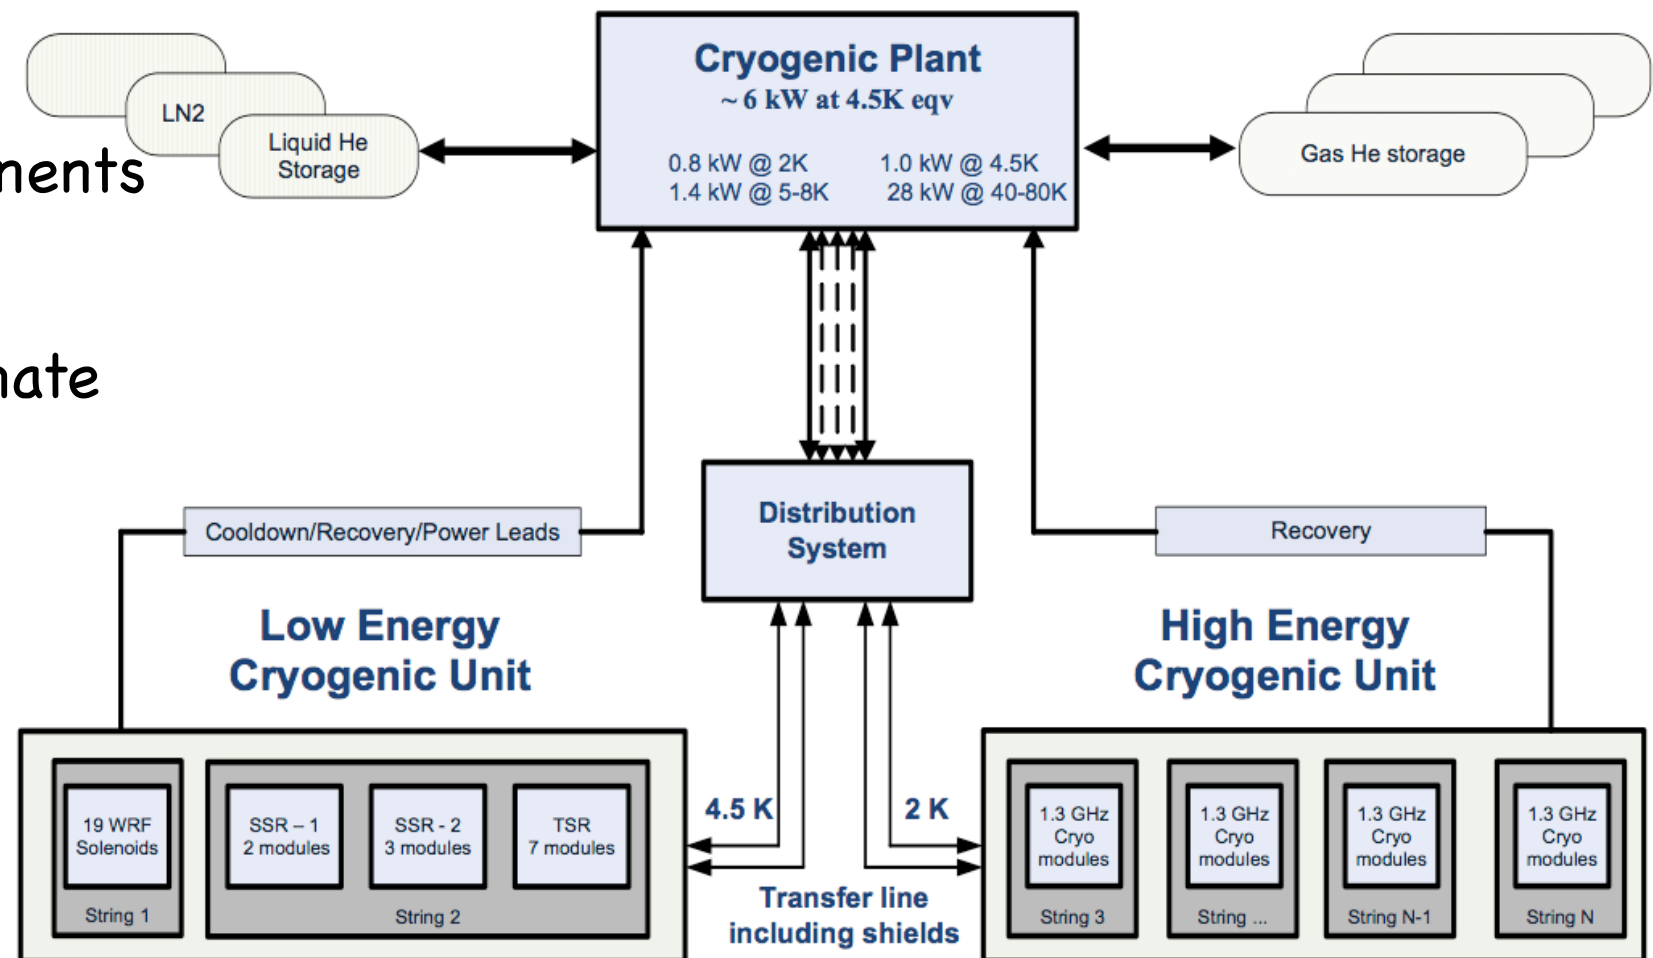 Cryogenic Plant
~ 6 kW at 4.5K eqv
0.8 kW @ 2K
1.0 kW @ 4.5K
1.4 kW @ 5-8K
28 kW @ 40-80K
LN2
Liquid He
Storage
Gas He storage
nents
nate
Cooldown/Recovery/Power Leads
Distribution
System
Recovery
Low Energy
Cryogenic Unit
High Energy
Cryogenic Unit
19 WRF
Solenoids
String 1
SSR – 1
2 modules
SSR - 2
3 modules
TSR
7 modules
String 2
4.5 K
2 K
Transfer line
including shields
1.3 GHz
Cryo
modules
String 3
1.3 GHz
Cryo
modules
String ...
1.3 GHz
Cryo
modules
String N-1
1.3 GHz
Cryo
modules
String N